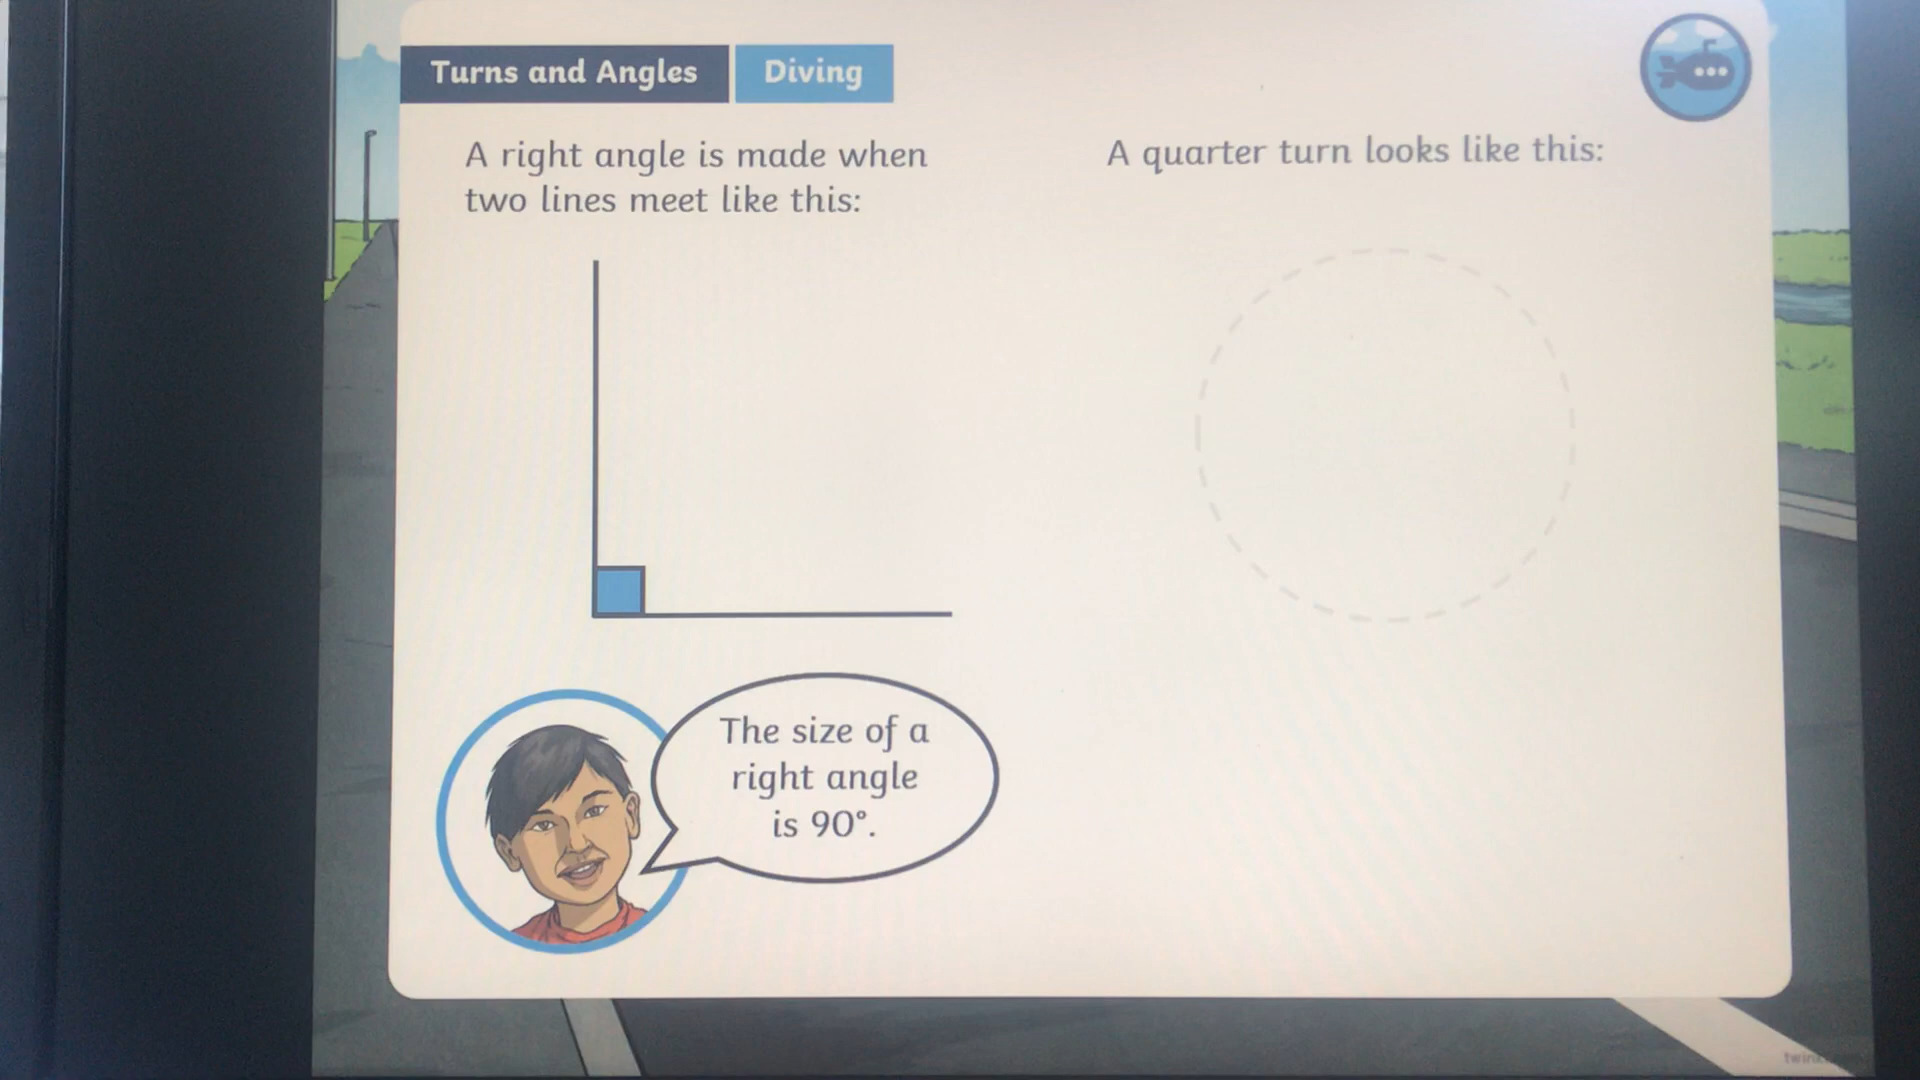 Turns and Angles
Diving
A right angle is made when
two lines meet like this:
A quarter turn looks like this:
The size of a
right angle
is 90°.